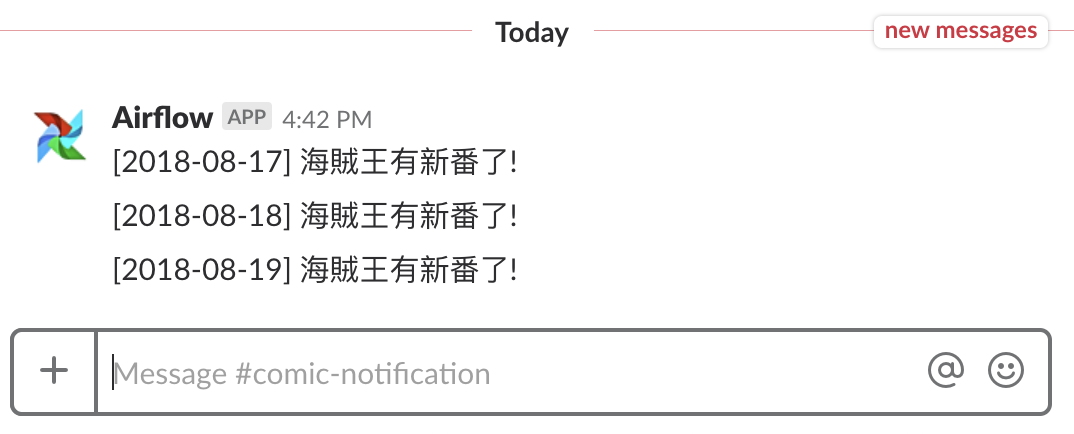 Today
new messages
Airflow APP 4:42 PM
[2018-08-17] 海賊王有新番了!
[2018-08-18] 海賊王有新番了!
[2018-08-19] 海賊王有新番了!
Message #comic-notification